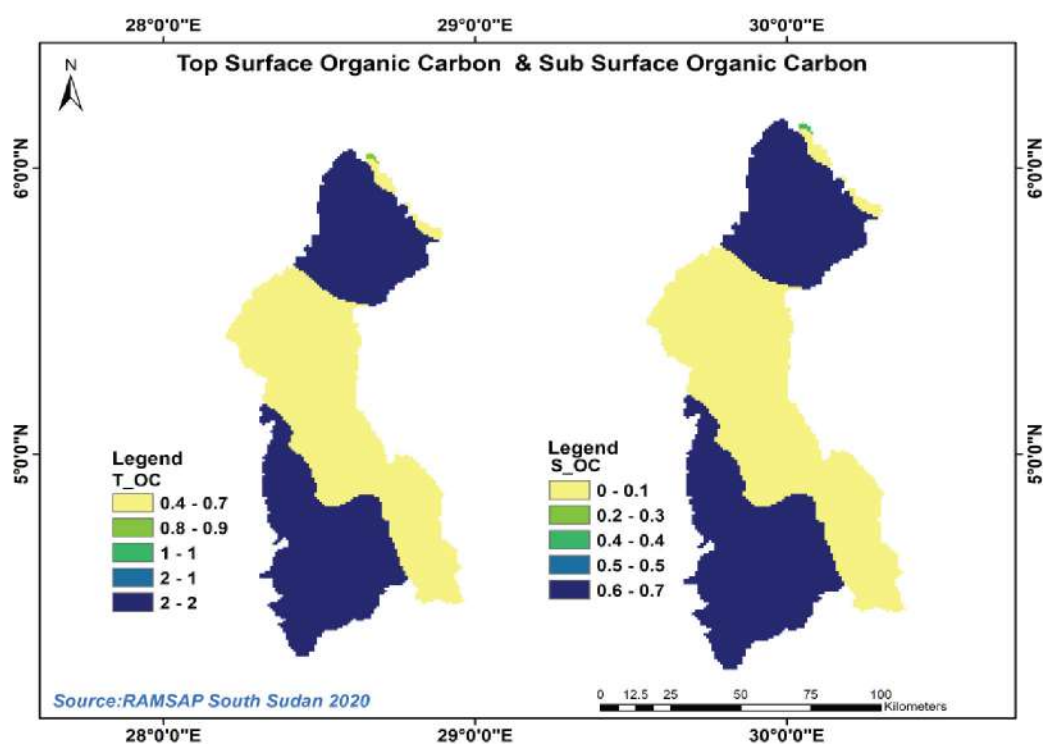 28°0'0"E 29°0'0"E 30°0'0"E
Top Surface Organic Carbon & Sub Surface Organic Carbon
N
6°0'0"N 6°0'0"N
5°0'0"N 5°0'0"N
Legend
T_OC
0.4 - 0.7
0.8 - 0.9
1 - 1
2 - 1
2 - 2
Legend
S_OC
0 - 0.1
0.2 - 0.3
0.4 - 0.4
0.5 - 0.5
0.6 - 0.7
Source:RAMSAP South Sudan 2020
0 12.5 25 50 75 100
Kilometers
28°0'0"E 29°0'0"E 30°0'0"E